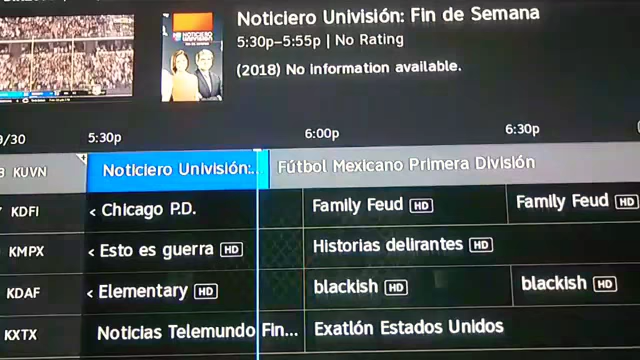 Noticiero Univisión: Fin de Semana
5:30p–5:55p | No Rating
(2018) No information available.
NOTICIERO
9/30 5:30p 6:00p 6:30p
KUVN Noticiero Univisión:... Fútbol Mexicano Primera División
KDFI < Chicago P.D. Family Feud HD Family Feud HD
KMPX < Esto es guerra HD Historias delirantes HD
KDAF < Elementary HD blackish HD blackish HD
KXTX Noticias Telemundo Fin... Exatlón Estados Unidos